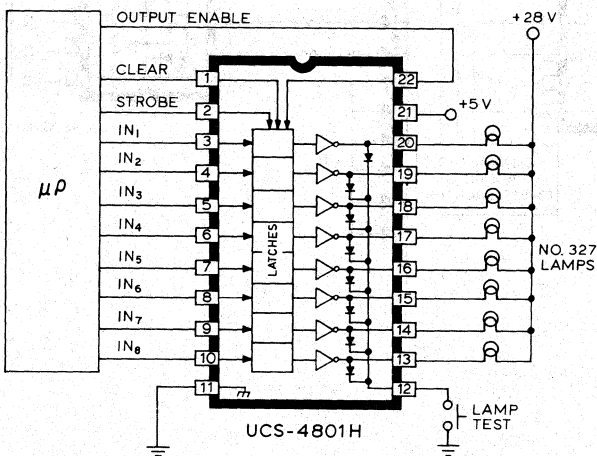 OUTPUT ENABLE
+28 V
CLEAR
1
22
STROBE
2
21
+5 V
IN1
3
20
IN2
4
19
IN3
5
18
μP
IN4
6
17
LATCHES
NO. 327
LAMPS
IN5
7
16
IN6
8
15
IN7
9
14
IN8
10
13
11
12
LAMP
TEST
UCS-4801H